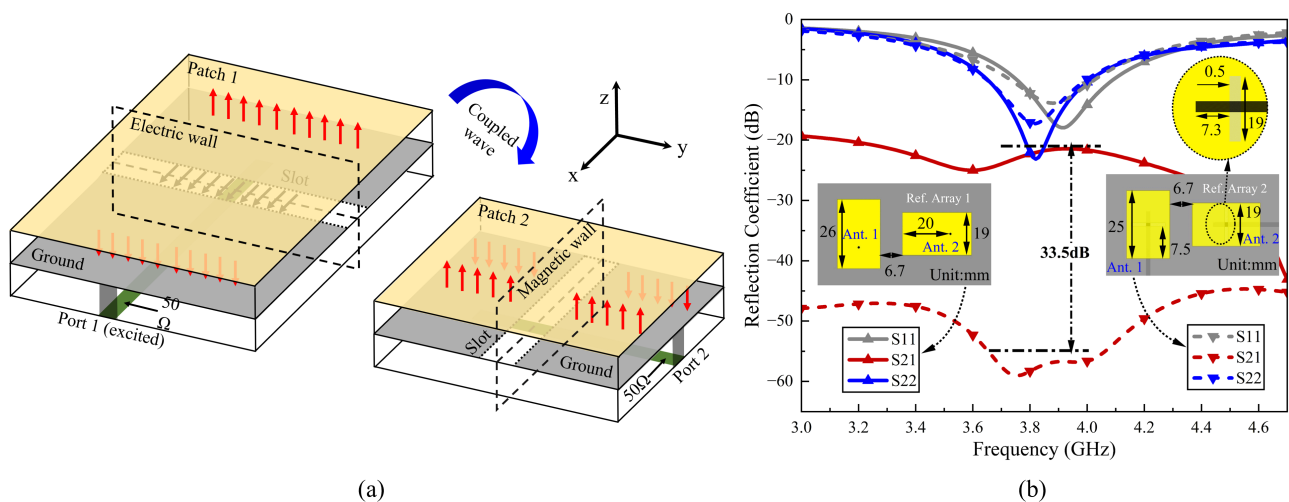 Patch 1
Electric wall
Slot
Ground
50
Ω
Port 1 (excited)
Coupled
wave
z
y
x
Patch 2
Magnetic wall
Slot
Ground
50Ω
Port 2
(a)
Reflection Coefficient (dB)
0
−10
−20
−30
−40
−50
−60
3.0
3.2
3.4
3.6
3.8
4.0
4.2
4.4
4.6
Frequency (GHz)
0.5
7.3
19
Ref. Array 1
26
Ant. 1
20
Ant. 2
19
6.7
Unit:mm
33.5dB
6.7
Ref. Array 2
25
7.5
19
Ant. 2
Ant. 1
Unit:mm
S11
S21
S22
S11
S21
S22
(b)